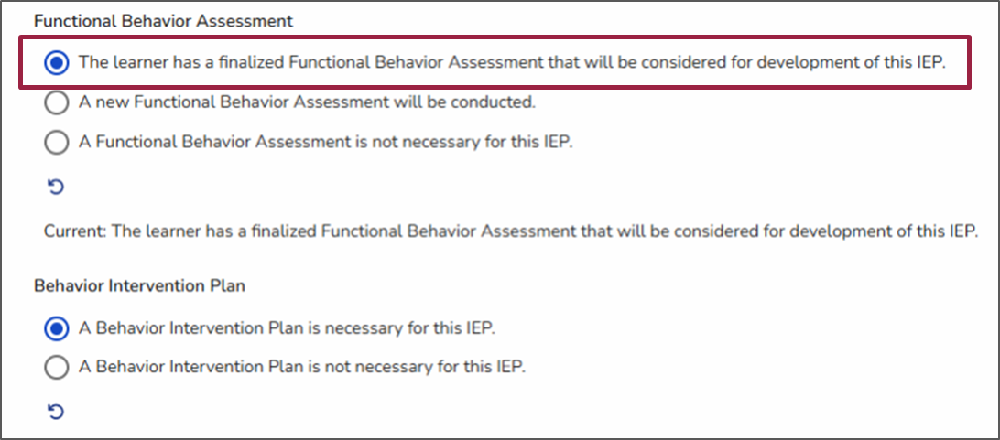 Functional Behavior Assessment
The learner has a finalized Functional Behavior Assessment that will be considered for development of this IEP.
A new Functional Behavior Assessment will be conducted.
A Functional Behavior Assessment is not necessary for this IEP.
Current: The learner has a finalized Functional Behavior Assessment that will be considered for development of this IEP.
Behavior Intervention Plan
A Behavior Intervention Plan is necessary for this IEP.
A Behavior Intervention Plan is not necessary for this IEP.